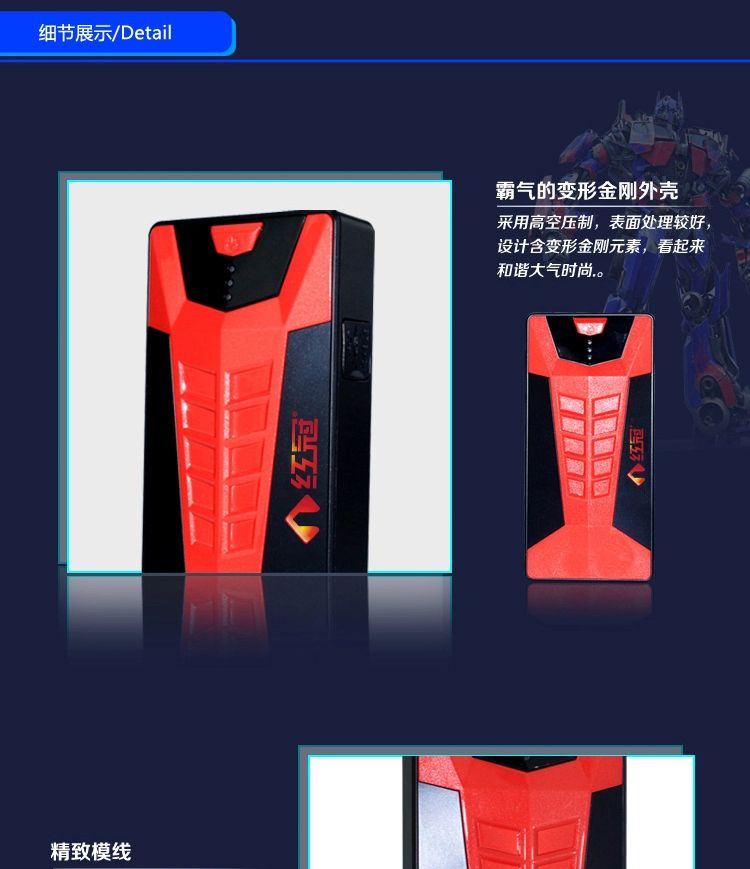 细节展示/Detail
霸气的变形金刚外壳
采用高空压制，表面处理较好，
设计含变形金刚元素，看起来
和谐大气时尚.。
红冠
红冠
精致模线